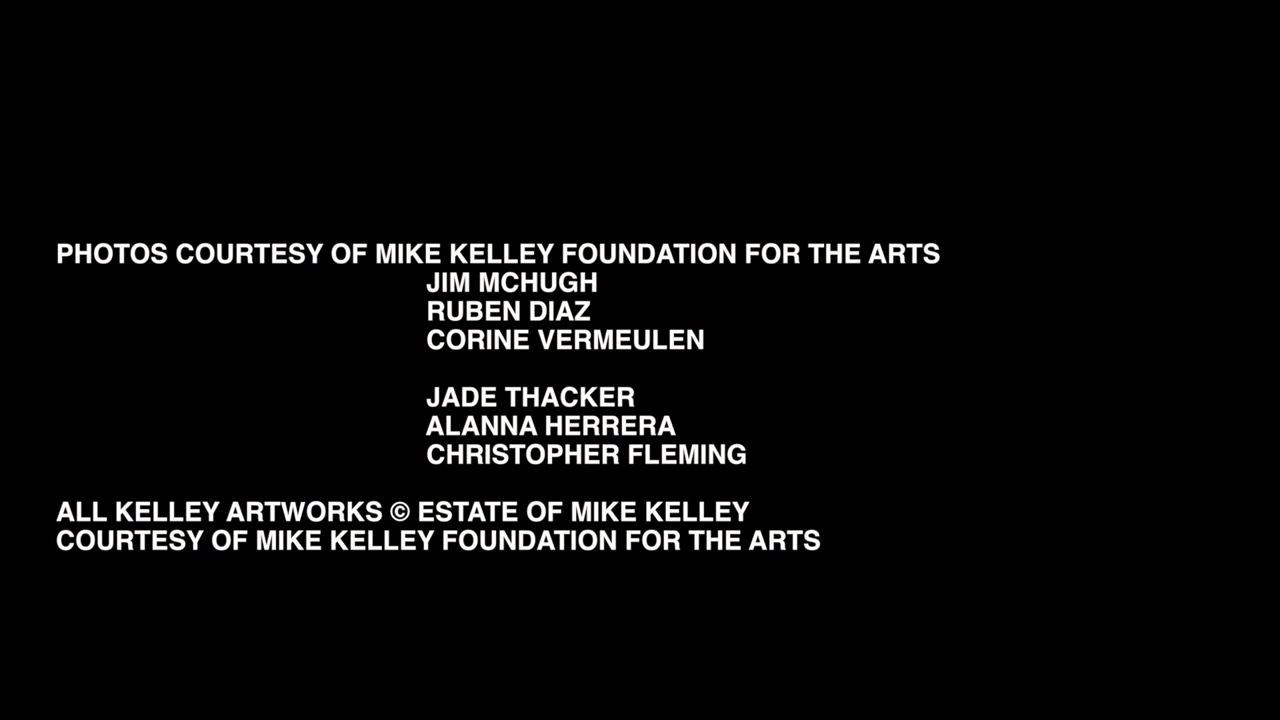 PHOTOS COURTESY OF MIKE KELLEY FOUNDATION FOR THE ARTS
JIM MCHUGH
RUBEN DIAZ
CORINE VERMEULEN
JADE THACKER
ALANNA HERRERA
CHRISTOPHER FLEMING
ALL KELLEY ARTWORKS © ESTATE OF MIKE KELLEY
COURTESY OF MIKE KELLEY FOUNDATION FOR THE ARTS